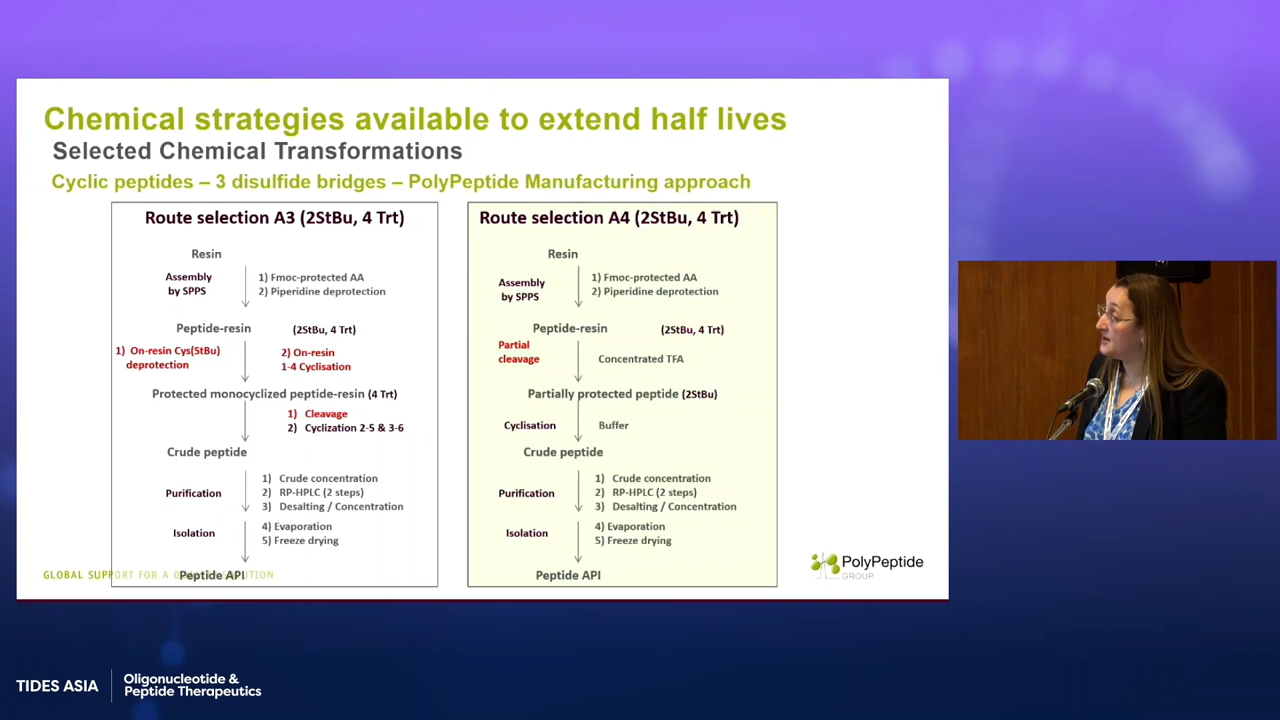 Chemical strategies available to extend half lives
Selected Chemical Transformations
Cyclic peptides – 3 disulfide bridges – PolyPeptide Manufacturing approach
Route selection A3 (2StBu, 4 Trt)
Resin
Assembly
by SPPS
1) Fmoc-protected AA
2) Piperidine deprotection
Peptide-resin (2StBu, 4 Trt)
1) On-resin Cys(StBu)
deprotection
2) On-resin
1-4 Cyclisation
Protected monocyclized peptide-resin (4 Trt)
1) Cleavage
2) Cyclization 2-5 & 3-6
Crude peptide
Purification
1) Crude concentration
2) RP-HPLC (2 steps)
3) Desalting / Concentration
Isolation
4) Evaporation
5) Freeze drying
Peptide API
Route selection A4 (2StBu, 4 Trt)
Resin
Assembly
by SPPS
1) Fmoc-protected AA
2) Piperidine deprotection
Peptide-resin (2StBu, 4 Trt)
Partial
cleavage
Concentrated TFA
Partially protected peptide (2StBu)
Cyclisation Buffer
Crude peptide
Purification
1) Crude concentration
2) RP-HPLC (2 steps)
3) Desalting / Concentration
Isolation
4) Evaporation
5) Freeze drying
Peptide API
GLOBAL SUPPORT FOR A
PolyPeptide
GROUP
TIDES ASIA
Oligonucleotide &
Peptide Therapeutics